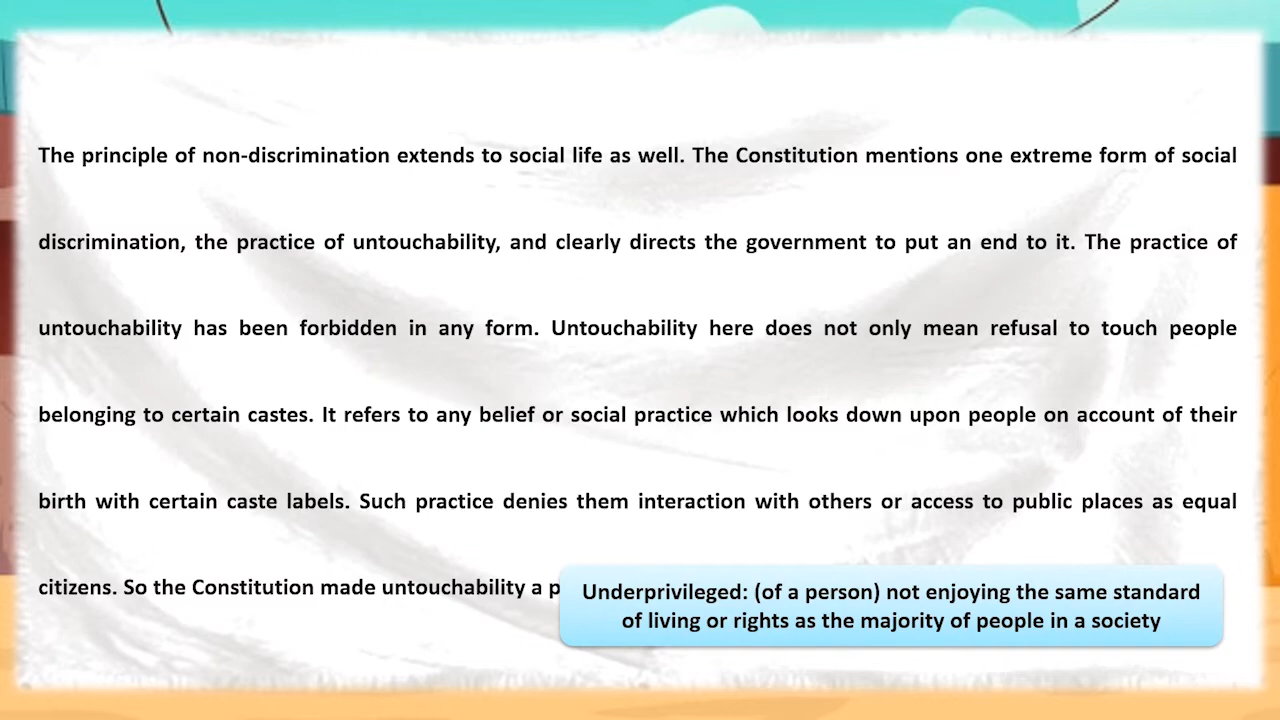 The principle of non-discrimination extends to social life as well. The Constitution mentions one extreme form of social
discrimination, the practice of untouchability, and clearly directs the government to put an end to it. The practice of
untouchability has been forbidden in any form. Untouchability here does not only mean refusal to touch people
belonging to certain castes. It refers to any belief or social practice which looks down upon people on account of their
birth with certain caste labels. Such practice denies them interaction with others or access to public places as equal
citizens. So the Constitution made untouchability a
Underprivileged: (of a person) not enjoying the same standard
of living or rights as the majority of people in a society